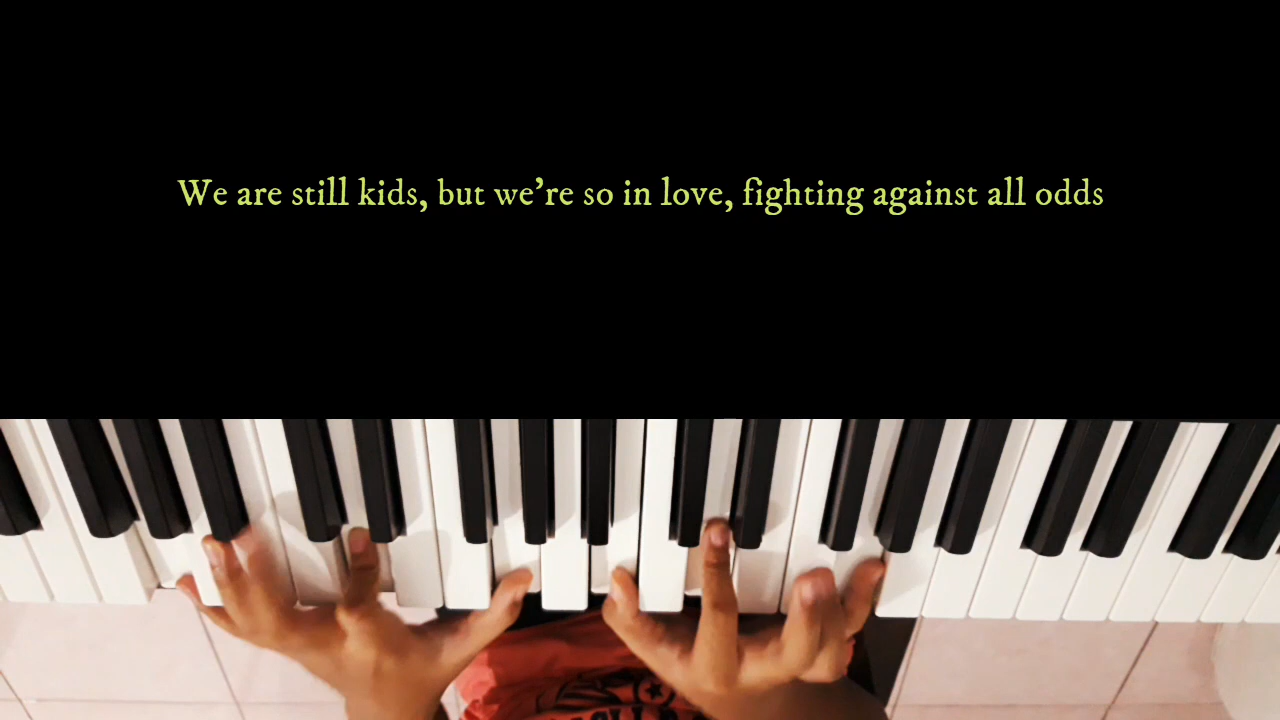 We are still kids, but we're so in love, fighting against all odds